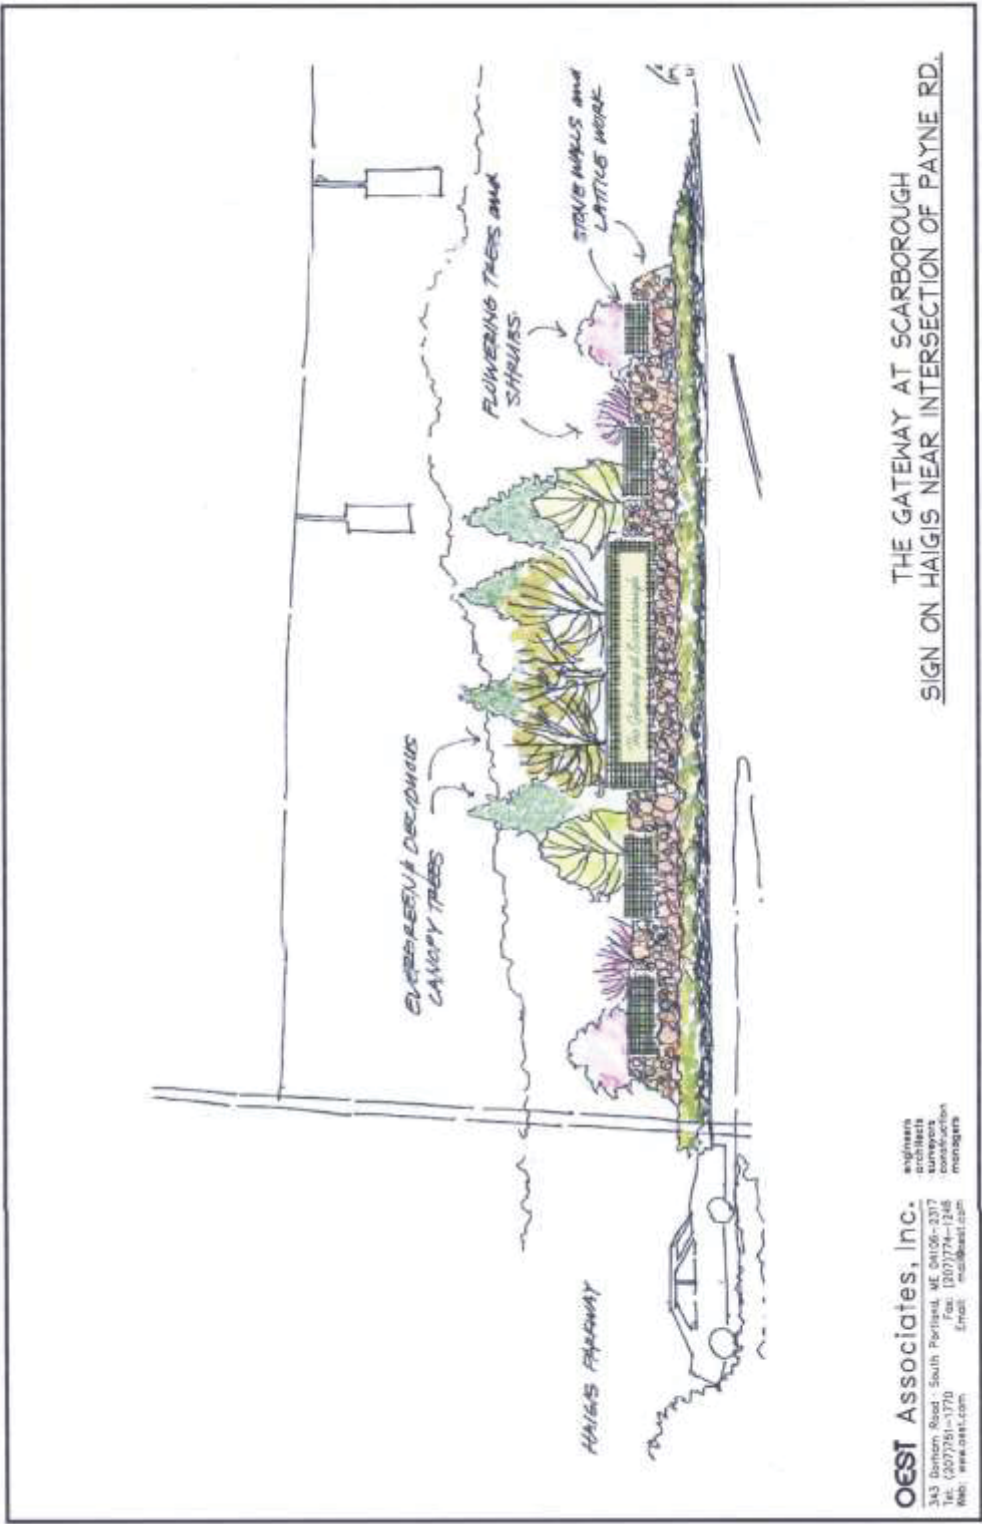 EVERGREEN & DECIDUOUS
CANOPY TREES
FLOWERING TREES and
SHRUBS
STONE WALLS and
LATTICE WORK
The Gateway at Scarborough
HAIGIS PARKWAY
THE GATEWAY AT SCARBOROUGH
SIGN ON HAIGIS NEAR INTERSECTION OF PAYNE RD.
OEST Associates, Inc.
engineers
architects
surveyors
construction
managers
343 Gorham Road · South Portland, ME 04106-2317
Tel: (207)761-1770 Fax: (207)774-1246
Web: www.oest.com Email: mail@oest.com